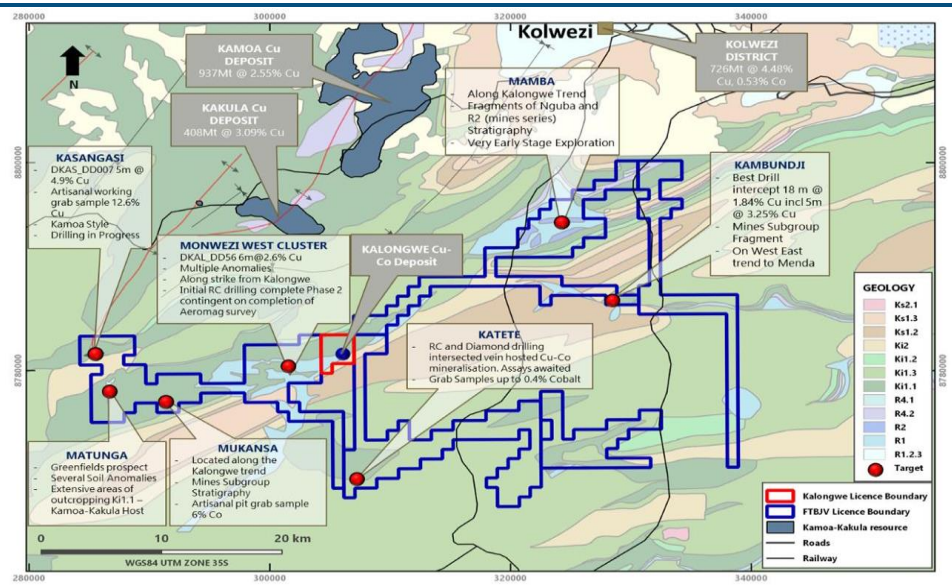 280000
300000
320000
340000
Kolwezi
N
KAMOA Cu
DEPOSIT
937Mt @ 2.55% Cu
KAKULA Cu
DEPOSIT
408Mt @ 3.09% Cu
KOLWEZI
DISTRICT
726Mt @ 4.48%
Cu, 0.53% Co
MAMBA
- Along Kalongwe Trend
- Fragments of Nguba and
R2 (mines series)
Stratigraphy
- Very Early Stage Exploration
8800000
8800000
KASANGASI
- DKAS_DD007 5m @
4.9% Cu
- Artisanal working
grab sample 12.6%
Cu
- Kamoa Style
- Drilling in Progress
MONWEZI WEST CLUSTER
- DKAL_DD56 6m@2.6% Cu
- Multiple Anomalies
- Along strike from Kalongwe
- Initial RC drilling complete Phase 2
contingent on completion of
Aeromag survey
KALONGWE Cu-
Co Deposit
KAMBUNDJI
- Best Drill
intercept 18 m @
1.84% Cu incl 5m
@ 3.25% Cu
- Mines Subgroup
Fragment
- On West East
trend to Menda
KATETE
- RC and Diamond drilling
intersected vein hosted Cu-Co
mineralisation. Assays awaited
- Grab Samples up to 0.4% Cobalt
8780000
8780000
MATUNGA
- Greenfields prospect
- Several Soil Anomalies
- Extensive areas of
outcropping Ki1.1 –
Kamoa-Kakula Host
MUKANSA
- Located along the
Kalongwe trend
- Mines Subgroup
Stratigraphy
- Artisanal pit grab sample
6% Co
GEOLOGY
Ks2.1
Ks1.3
Ks1.2
Ki2
Ki1.2
Ki1.3
Ki1.1
R4.1
R4.2
R2
R1
R1.2.3
Target
Kalongwe Licence Boundary
FTBJV Licence Boundary
Kamoa-Kakula resource
Roads
Railway
0
10
20 km
WGS84 UTM ZONE 35S
280000
300000
320000
340000